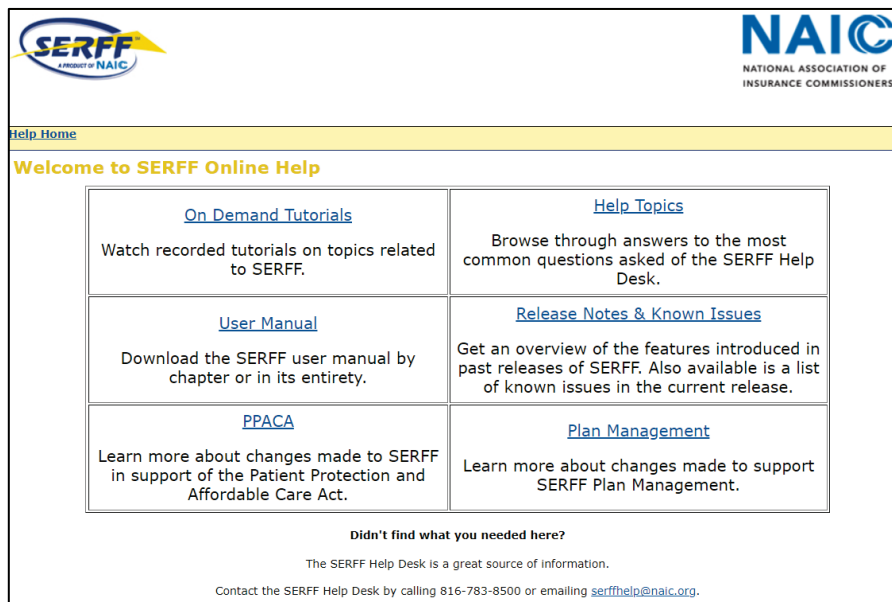 SERFF
A PRODUCT OF NAIC
NAIC
NATIONAL ASSOCIATION OF
INSURANCE COMMISSIONERS
Help Home
Welcome to SERFF Online Help
On Demand Tutorials
Watch recorded tutorials on topics related
to SERFF.
Help Topics
Browse through answers to the most
common questions asked of the SERFF Help
Desk.
User Manual
Download the SERFF user manual by
chapter or in its entirety.
Release Notes & Known Issues
Get an overview of the features introduced in
past releases of SERFF. Also available is a list
of known issues in the current release.
PPACA
Learn more about changes made to SERFF
in support of the Patient Protection and
Affordable Care Act.
Plan Management
Learn more about changes made to support
SERFF Plan Management.
Didn't find what you needed here?
The SERFF Help Desk is a great source of information.
Contact the SERFF Help Desk by calling 816-783-8500 or emailing serffhelp@naic.org.